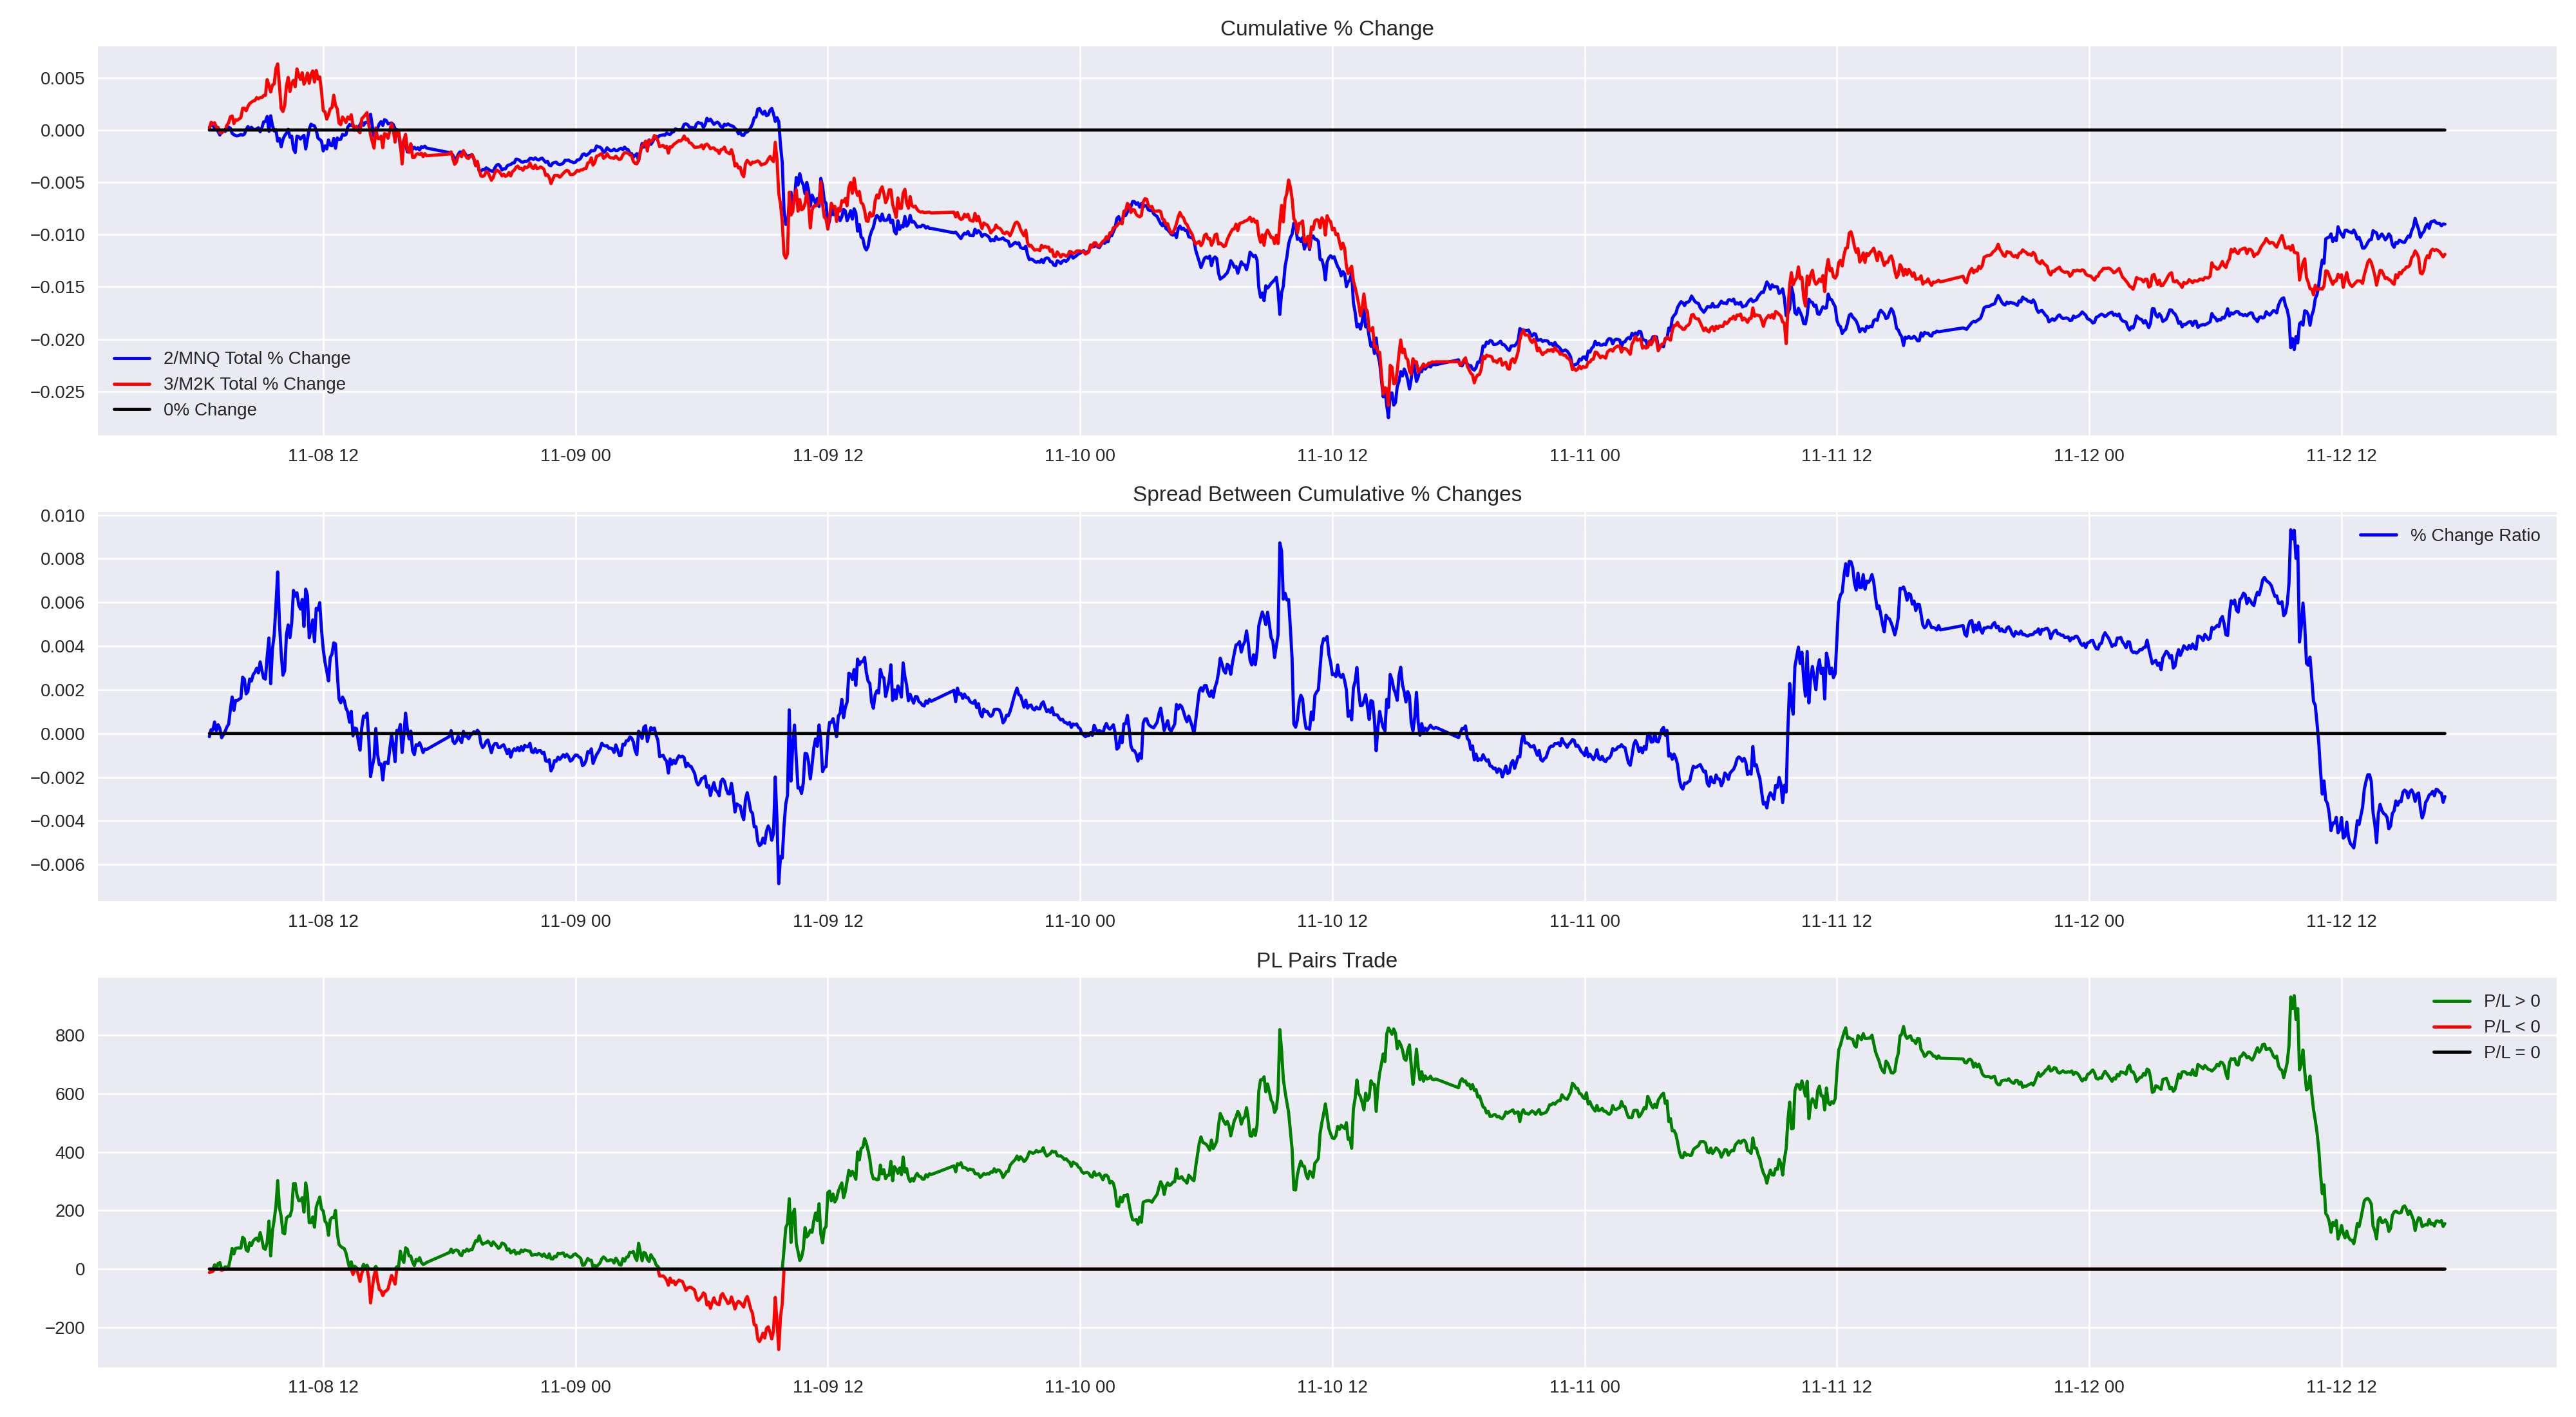 Cumulative % Change
0.005
0.000
−0.005
−0.010
−0.015
−0.020
−0.025
2/MNQ Total % Change
3/M2K Total % Change
0% Change
11-08 12 11-09 00 11-09 12 11-10 00 11-10 12 11-11 00 11-11 12 11-12 00 11-12 12
Spread Between Cumulative % Changes
0.010
0.008
0.006
0.004
0.002
0.000
−0.002
−0.004
−0.006
% Change Ratio
11-08 12 11-09 00 11-09 12 11-10 00 11-10 12 11-11 00 11-11 12 11-12 00 11-12 12
PL Pairs Trade
800
600
400
200
0
−200
P/L > 0
P/L < 0
P/L = 0
11-08 12 11-09 00 11-09 12 11-10 00 11-10 12 11-11 00 11-11 12 11-12 00 11-12 12